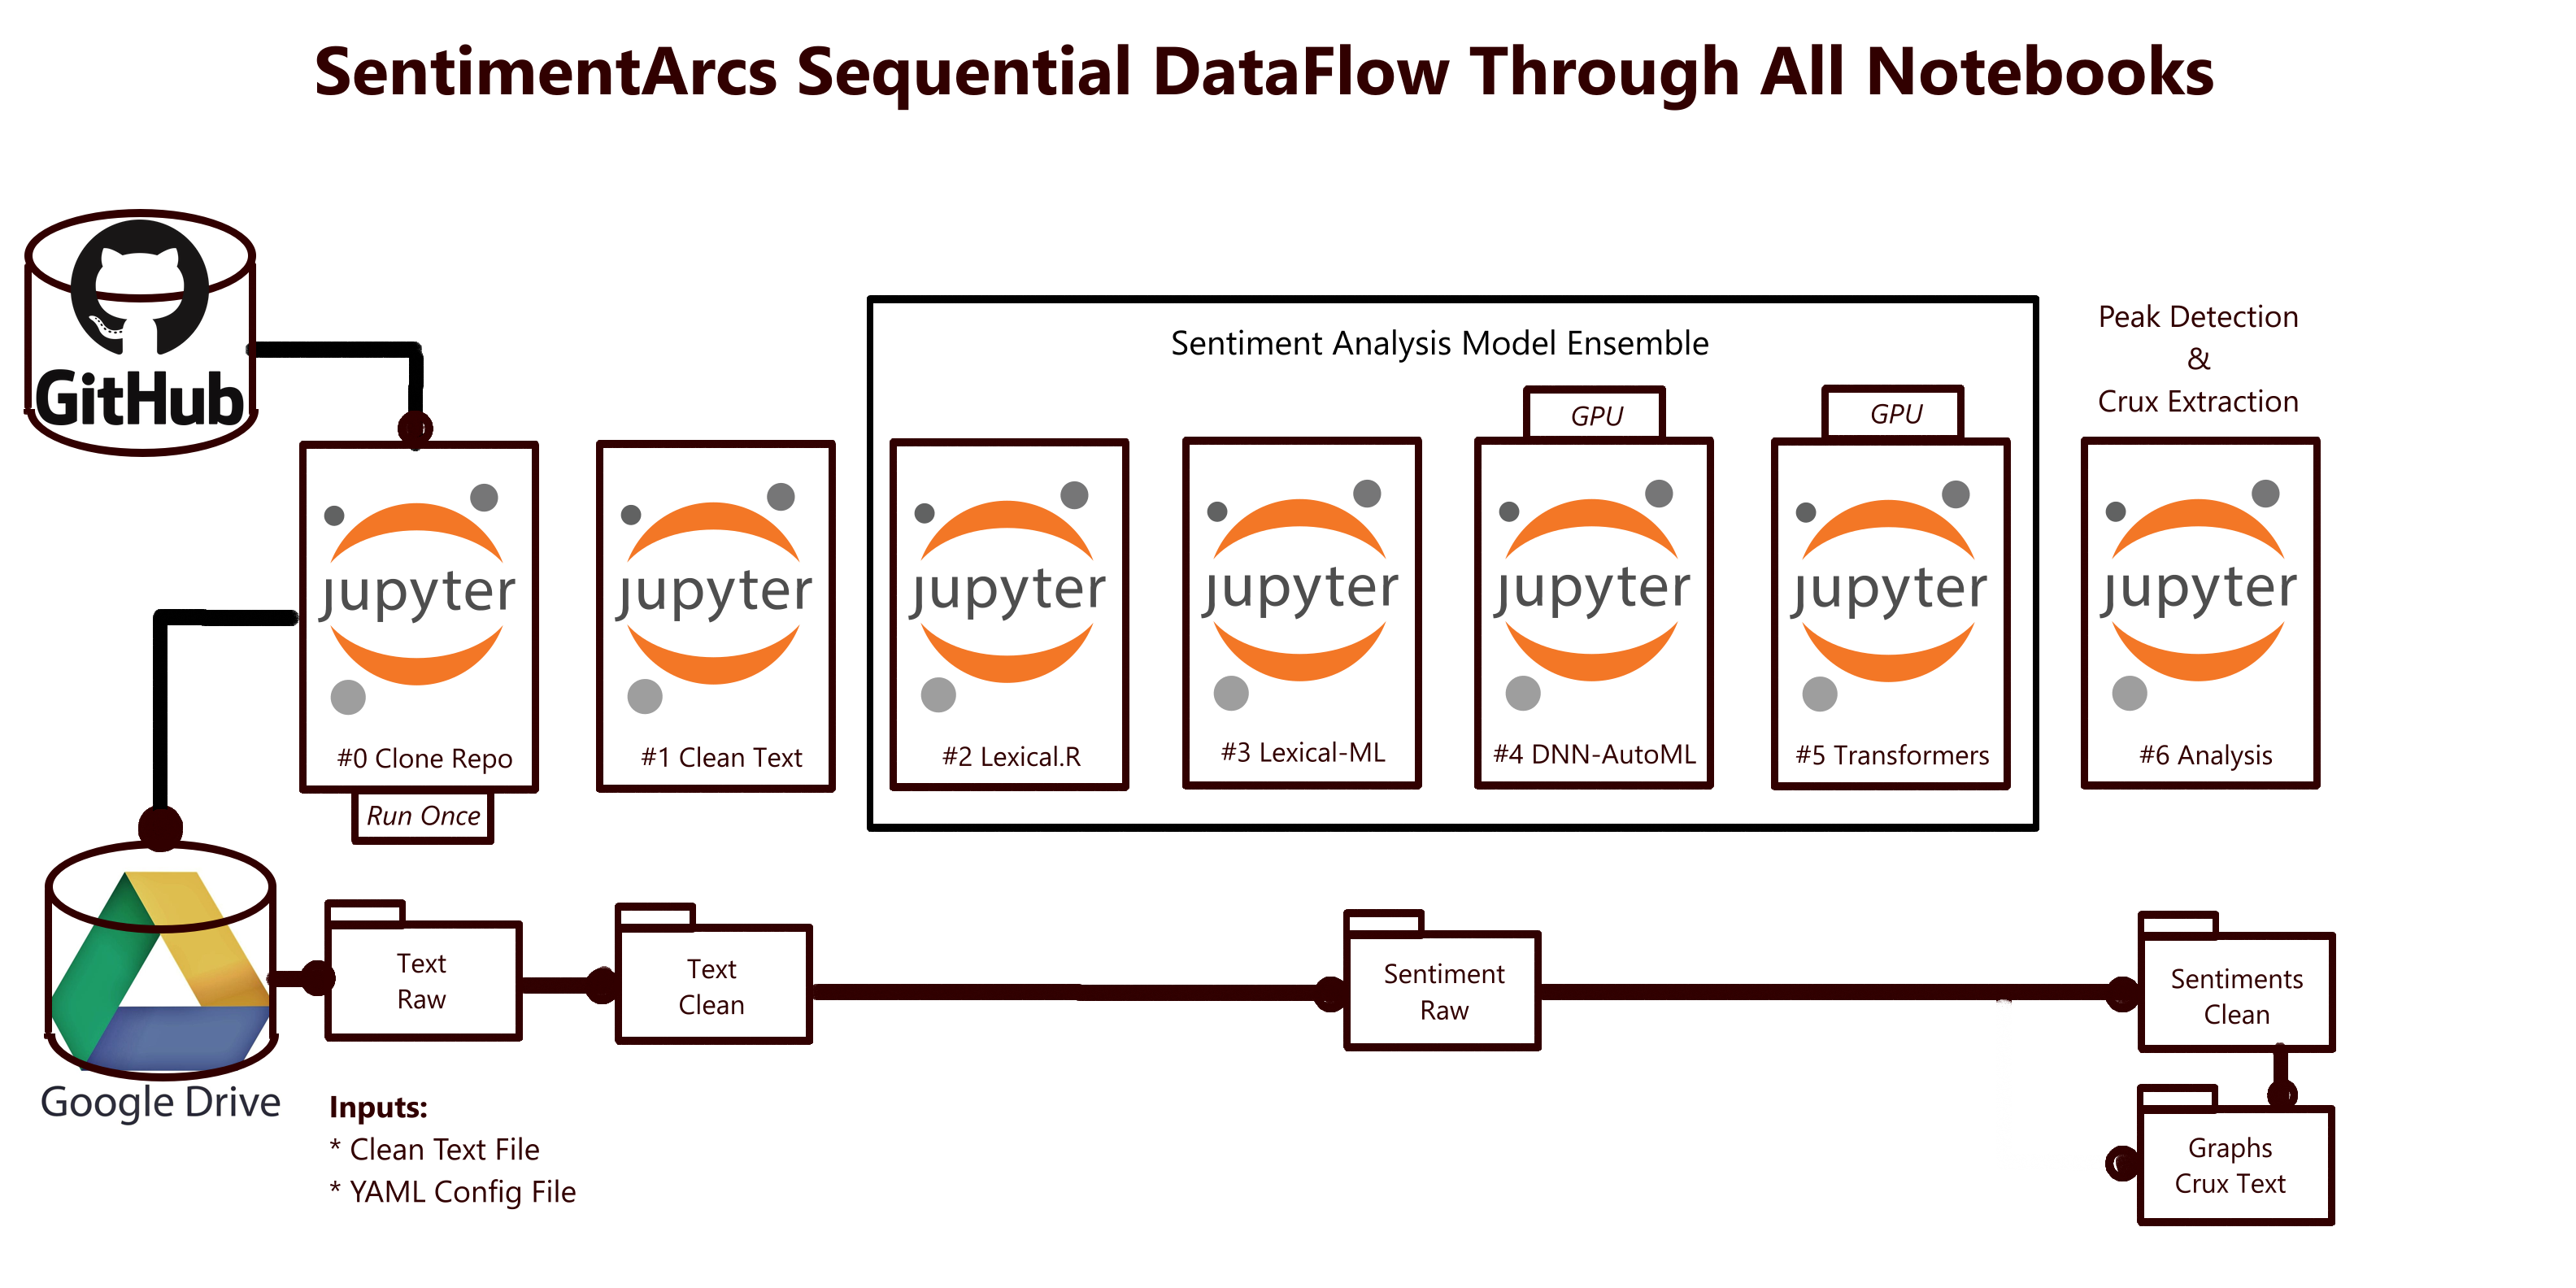 SentimentArcs Sequential DataFlow Through All Notebooks
GitHub
Sentiment Analysis Model Ensemble
Peak Detection
&
Crux Extraction
GPU
GPU
jupyter
jupyter
jupyter
jupyter
jupyter
jupyter
jupyter
#0 Clone Repo
#1 Clean Text
#2 Lexical.R
#3 Lexical-ML
#4 DNN-AutoML
#5 Transformers
#6 Analysis
Run Once
Google Drive
Text
Raw
Text
Clean
Sentiment
Raw
Sentiments
Clean
Graphs
Crux Text
Inputs:
* Clean Text File
* YAML Config File